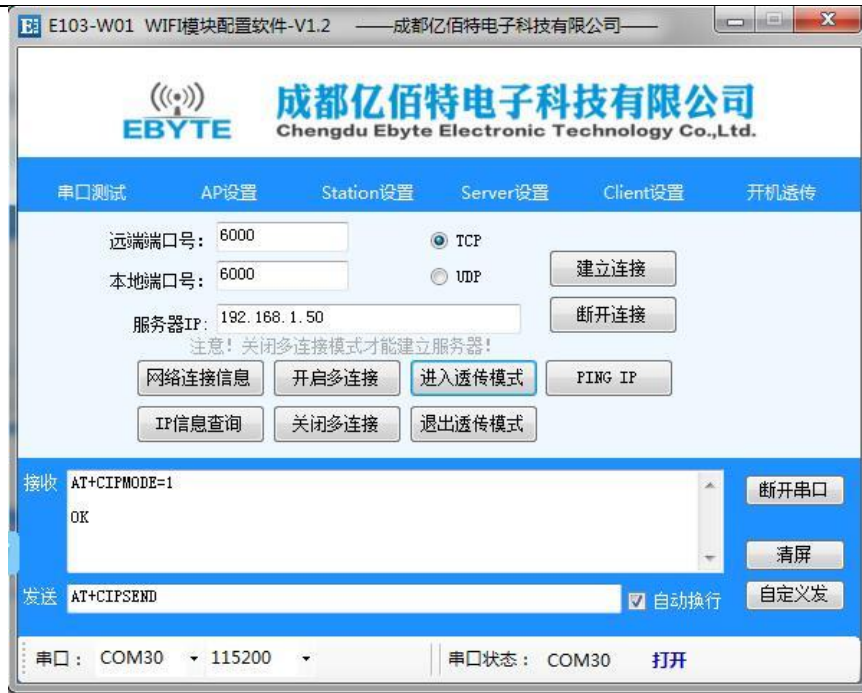 E103-W01 WIFI模块配置软件-V1.2 ——成都亿佰特电子科技有限公司——
EBYTE
成都亿佰特电子科技有限公司
Chengdu Ebyte Electronic Technology Co.,Ltd.
串口测试 AP设置 Station设置 Server设置 Client设置 开机透传
远端端口号: 6000 TCP
本地端口号: 6000 UDP 建立连接
服务器IP: 192.168.1.50 断开连接
注意! 关闭多连接模式才能建立服务器!
网络连接信息 开启多连接 进入透传模式 PING IP
IP信息查询 关闭多连接 退出透传模式
接收 AT+CIPMODE=1 断开串口
OK
清屏
发送 AT+CIPSEND 自动换行 自定义发
串口: COM30 115200 串口状态: COM30 打开